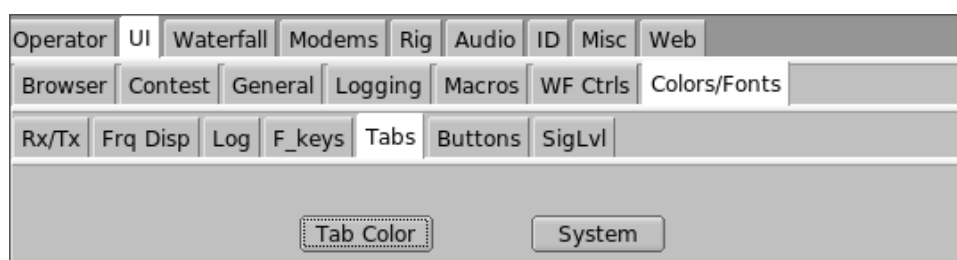 Operator UI Waterfall Modems Rig Audio ID Misc Web
Browser Contest General Logging Macros WF Ctrls Colors/Fonts
Rx/Tx Frq Disp Log F_keys Tabs Buttons SigLvl
Tab Color System